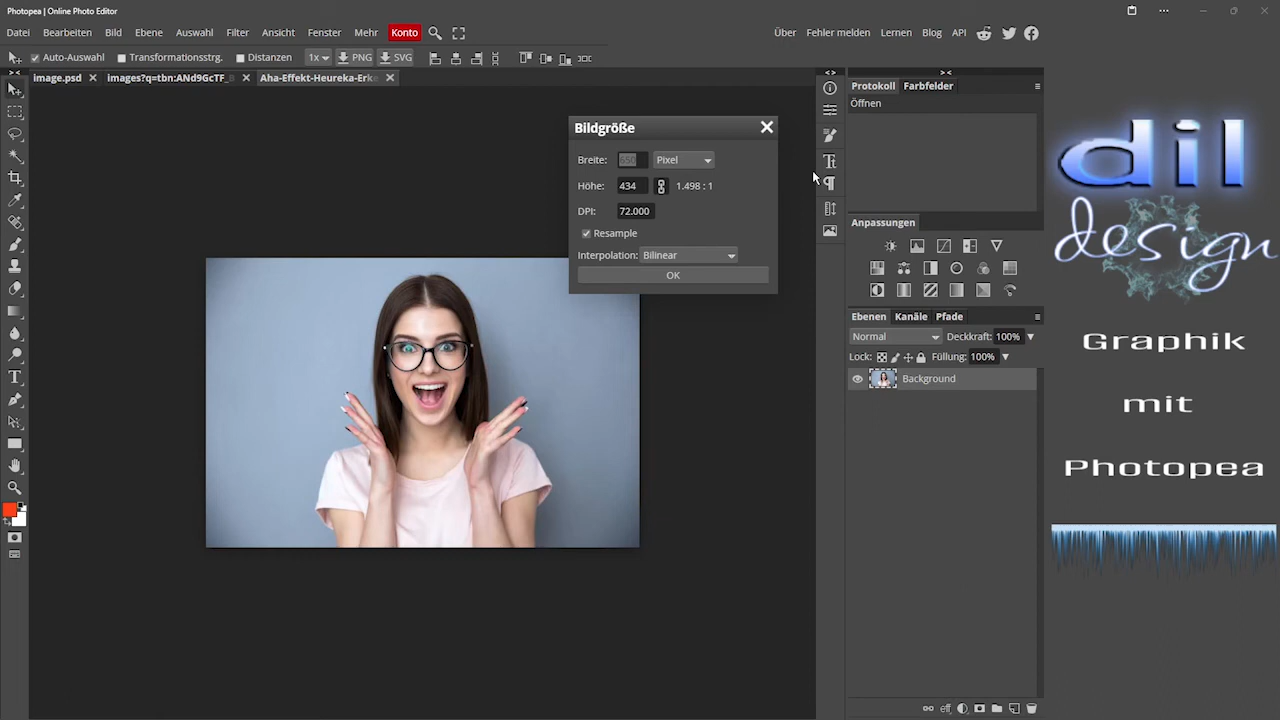 Photopea | Online Photo Editor
Datei Bearbeiten Bild Ebene Auswahl Filter Ansicht Fenster Mehr Konto Über Fehler melden Lernen Blog API
Auto-Auswahl Transformationsstrg. Distanzen 1x PNG SVG
image.psd images?q=tbn:ANd9GcTF_ Aha-Effekt-Heureka-Erke
Protokoll Farbfelder
Öffnen
Bildgröße
Breite: 650 Pixel
Höhe: 434 1.498 : 1
DPI: 72.000
Resample
Interpolation: Bilinear
OK
Anpassungen
Ebenen Kanäle Pfade
Normal Deckkraft: 100%
Lock: Füllung: 100%
Background
dil
design
Graphik
mit
Photopea